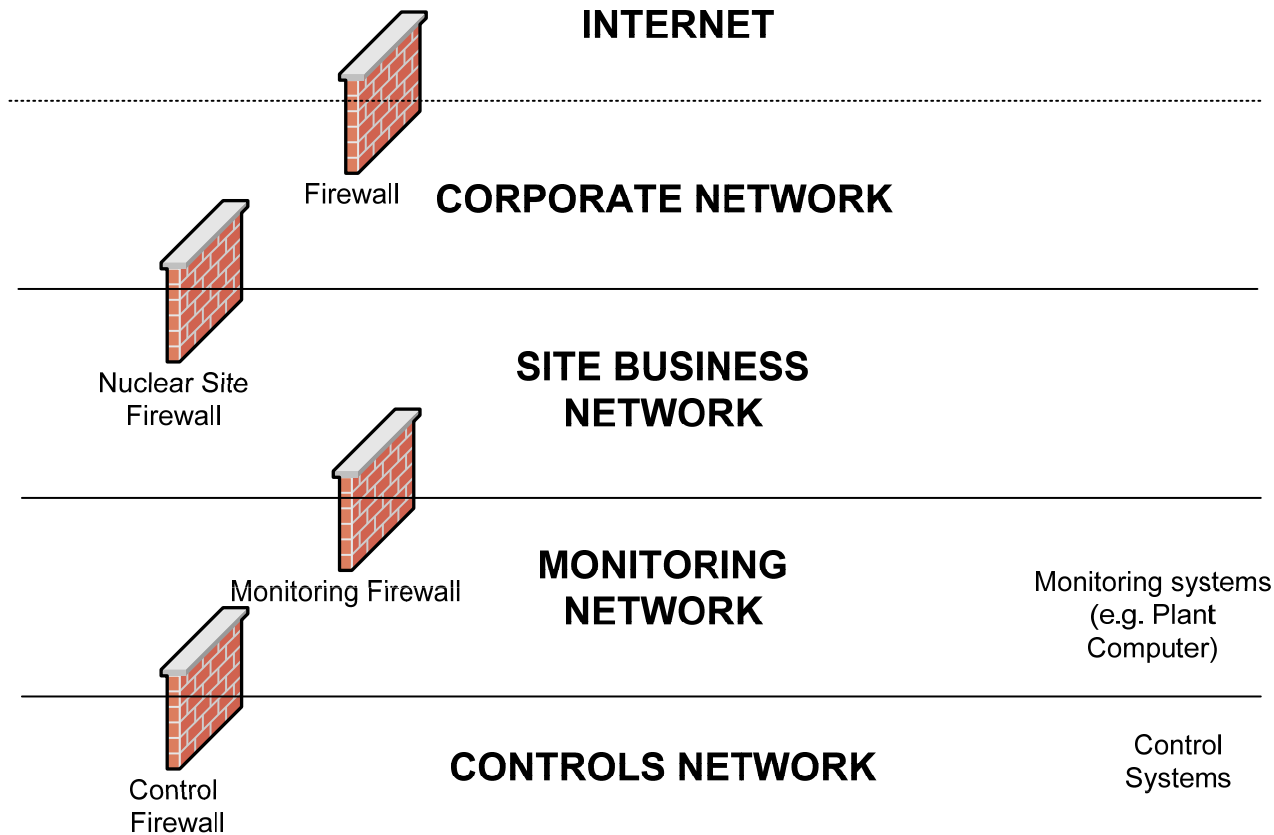 INTERNET
Firewall
CORPORATE NETWORK
Nuclear Site
Firewall
SITE BUSINESS
NETWORK
Monitoring Firewall
MONITORING
NETWORK
Monitoring systems
(e.g. Plant
Computer)
Control
Firewall
CONTROLS NETWORK
Control
Systems